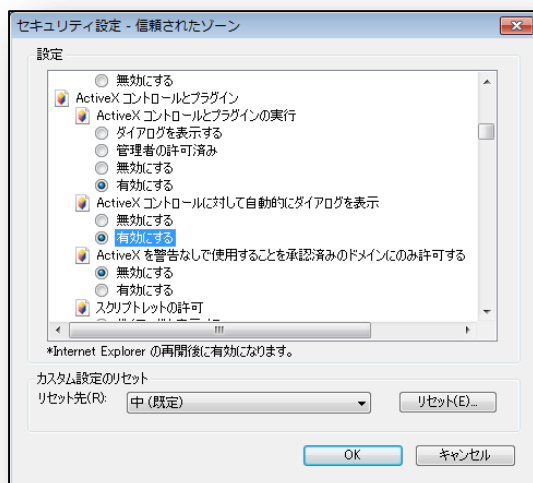 セキュリティ設定 - 信頼されたゾーン
設定
無効にする
ActiveX コントロールとプラグイン
ActiveX コントロールとプラグインの実行
ダイアログを表示する
管理者の許可済み
無効にする
有効にする
ActiveX コントロールに対して自動的にダイアログを表示
無効にする
有効にする
ActiveX を警告なしで使用することを承認済みのドメインにのみ許可する
無効にする
有効にする
スクリプトレットの許可
*Internet Explorer の再開後に有効になります。
カスタム設定のリセット
リセット先(R): 中 (既定) リセット(E)...
OK キャンセル